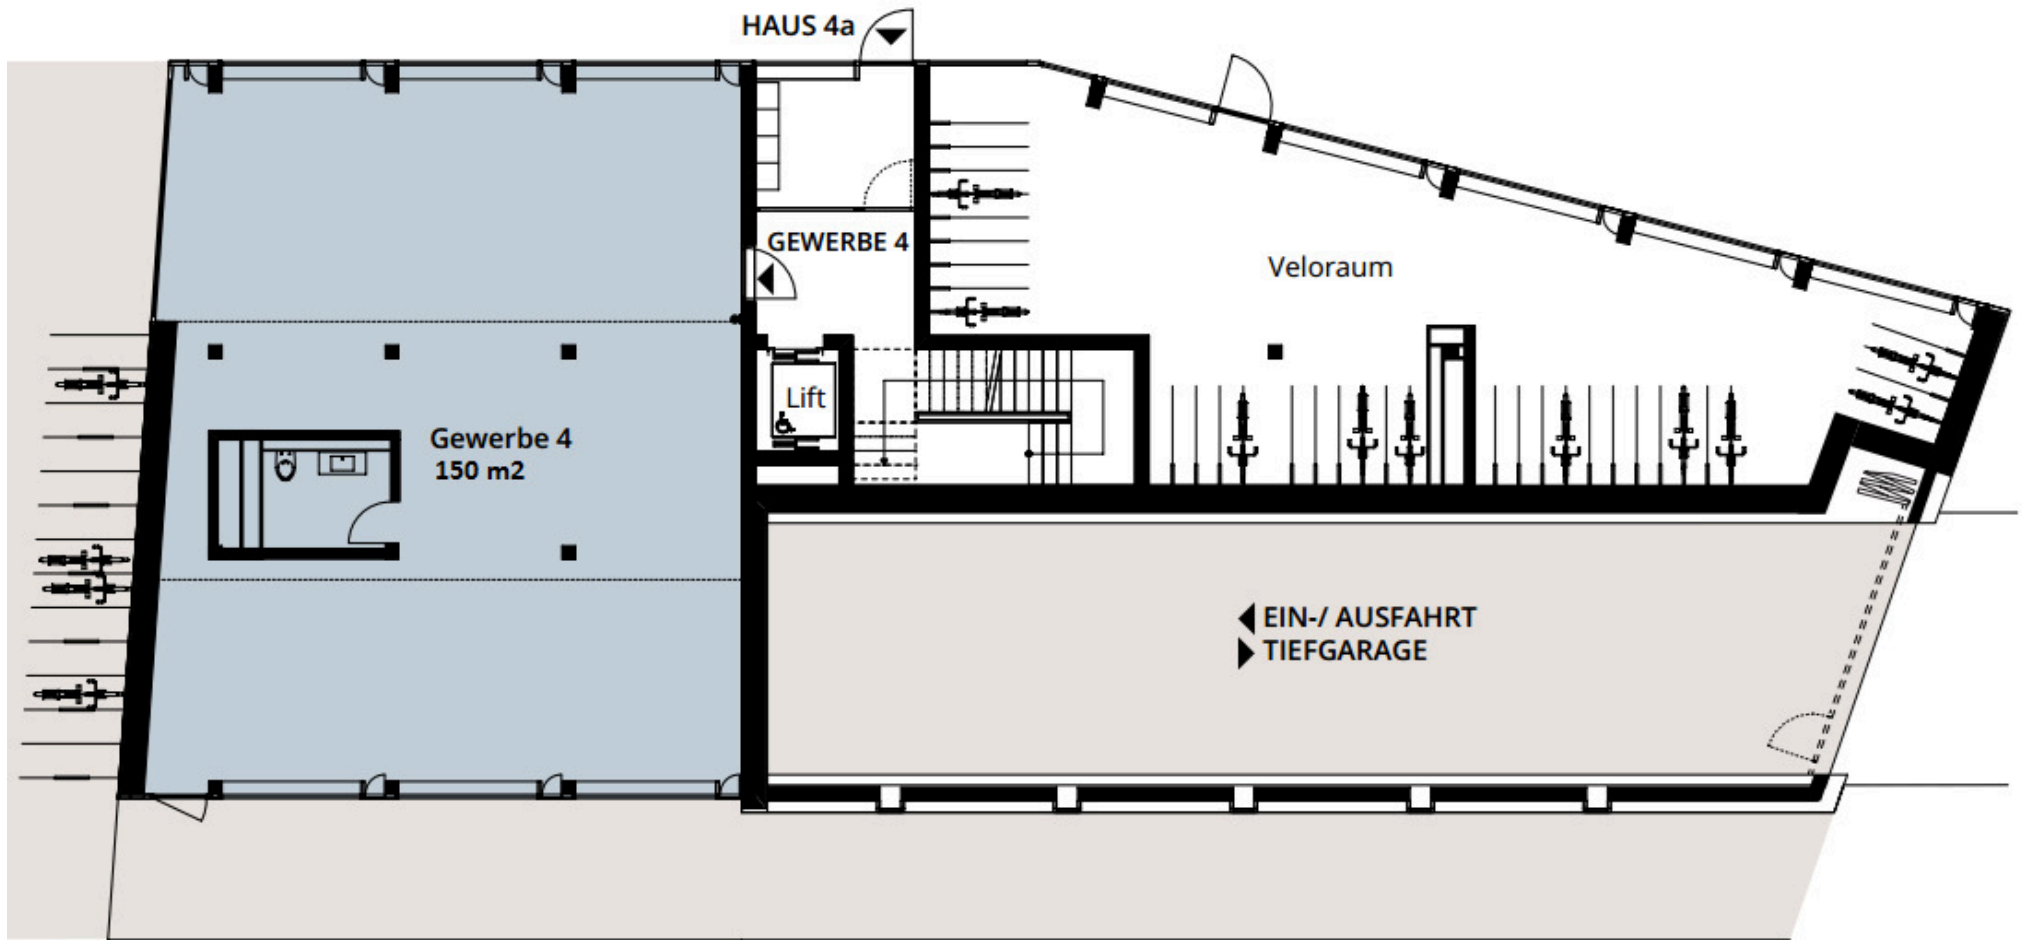 HAUS 4a
GEWERBE 4
Veloraum
Lift
Gewerbe 4
150 m2
EIN-/ AUSFAHRT
TIEFGARAGE